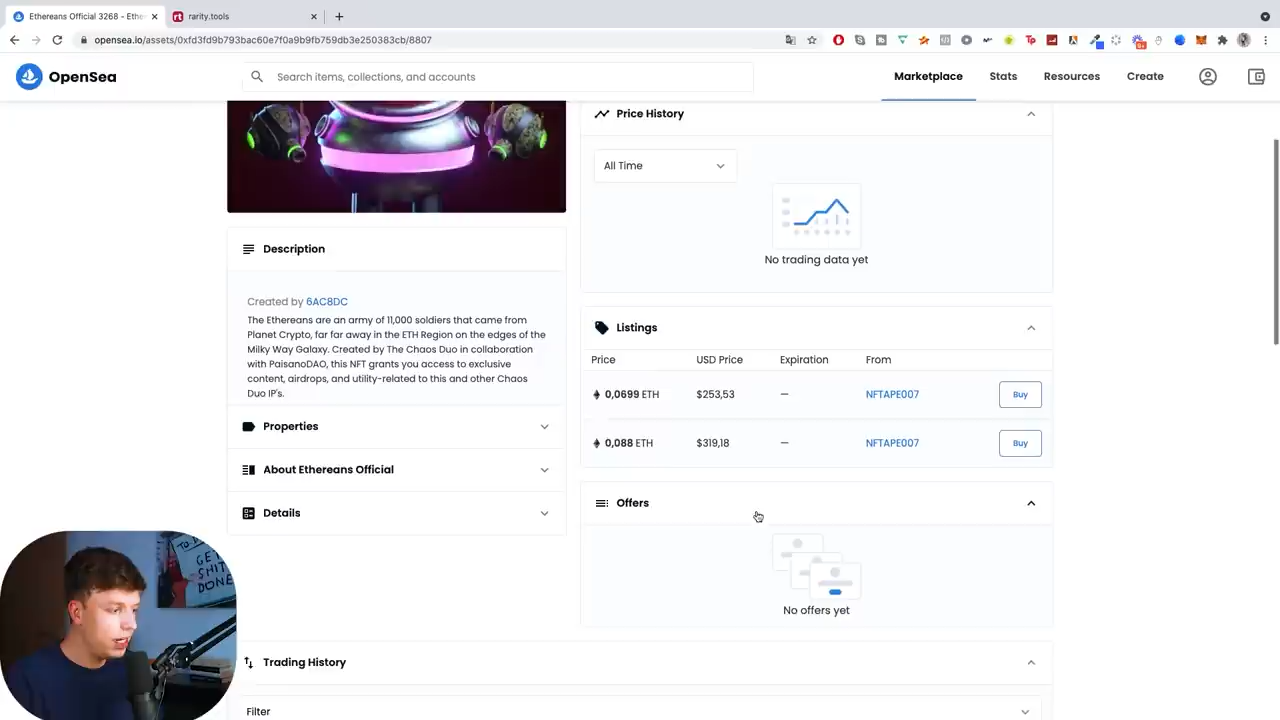 Ethereans Official 3268 - Ethe
rarity.tools
opensea.io/assets/0xfd3fd9b793bac60e7f0a9b9fb759db3e250383cb/8807
OpenSea
Search items, collections, and accounts
Marketplace
Stats
Resources
Create
Price History
All Time
No trading data yet
Description
Created by 6AC8DC
The Ethereans are an army of 11,000 soldiers that came from
Planet Crypto, far far away in the ETH Region on the edges of the
Milky Way Galaxy. Created by The Chaos Duo in collaboration
with PaisanoDAO, this NFT grants you access to exclusive
content, airdrops, and utility-related to this and other Chaos
Duo IP's.
Properties
About Ethereans Official
Details
Listings
Price USD Price Expiration From
0,0699 ETH $253,53 — NFTAPE007 Buy
0,088 ETH $319,18 — NFTAPE007 Buy
Offers
No offers yet
Trading History
Filter
GET
SHIT
DONE